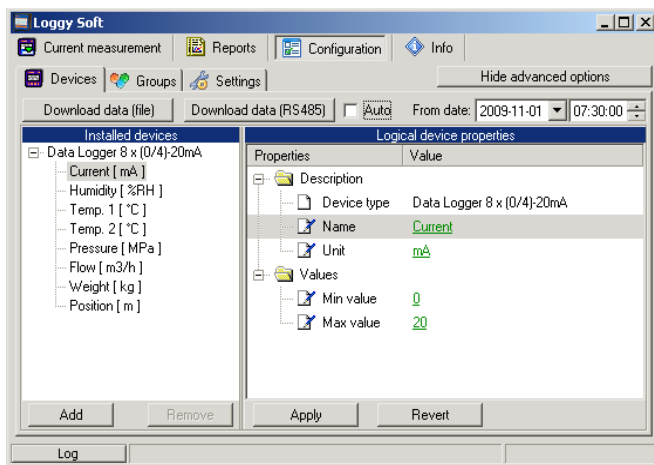 Loggy Soft
Current measurement Reports Configuration Info
Devices Groups Settings Hide advanced options
Download data (file) Download data (RS485) Auto From date: 2009-11-01 07:30:00
Installed devices Logical device properties
Data Logger 8 x (0/4)-20mA
Current [ mA ]
Humidity [ %RH ]
Temp. 1 [ °C ]
Temp. 2 [ °C ]
Pressure [ MPa ]
Flow [ m3/h ]
Weight [ kg ]
Position [ m ]
Properties Value
Description
Device type Data Logger 8 x (0/4)-20mA
Name Current
Unit mA
Values
Min value 0
Max value 20
Add Remove Apply Revert
Log